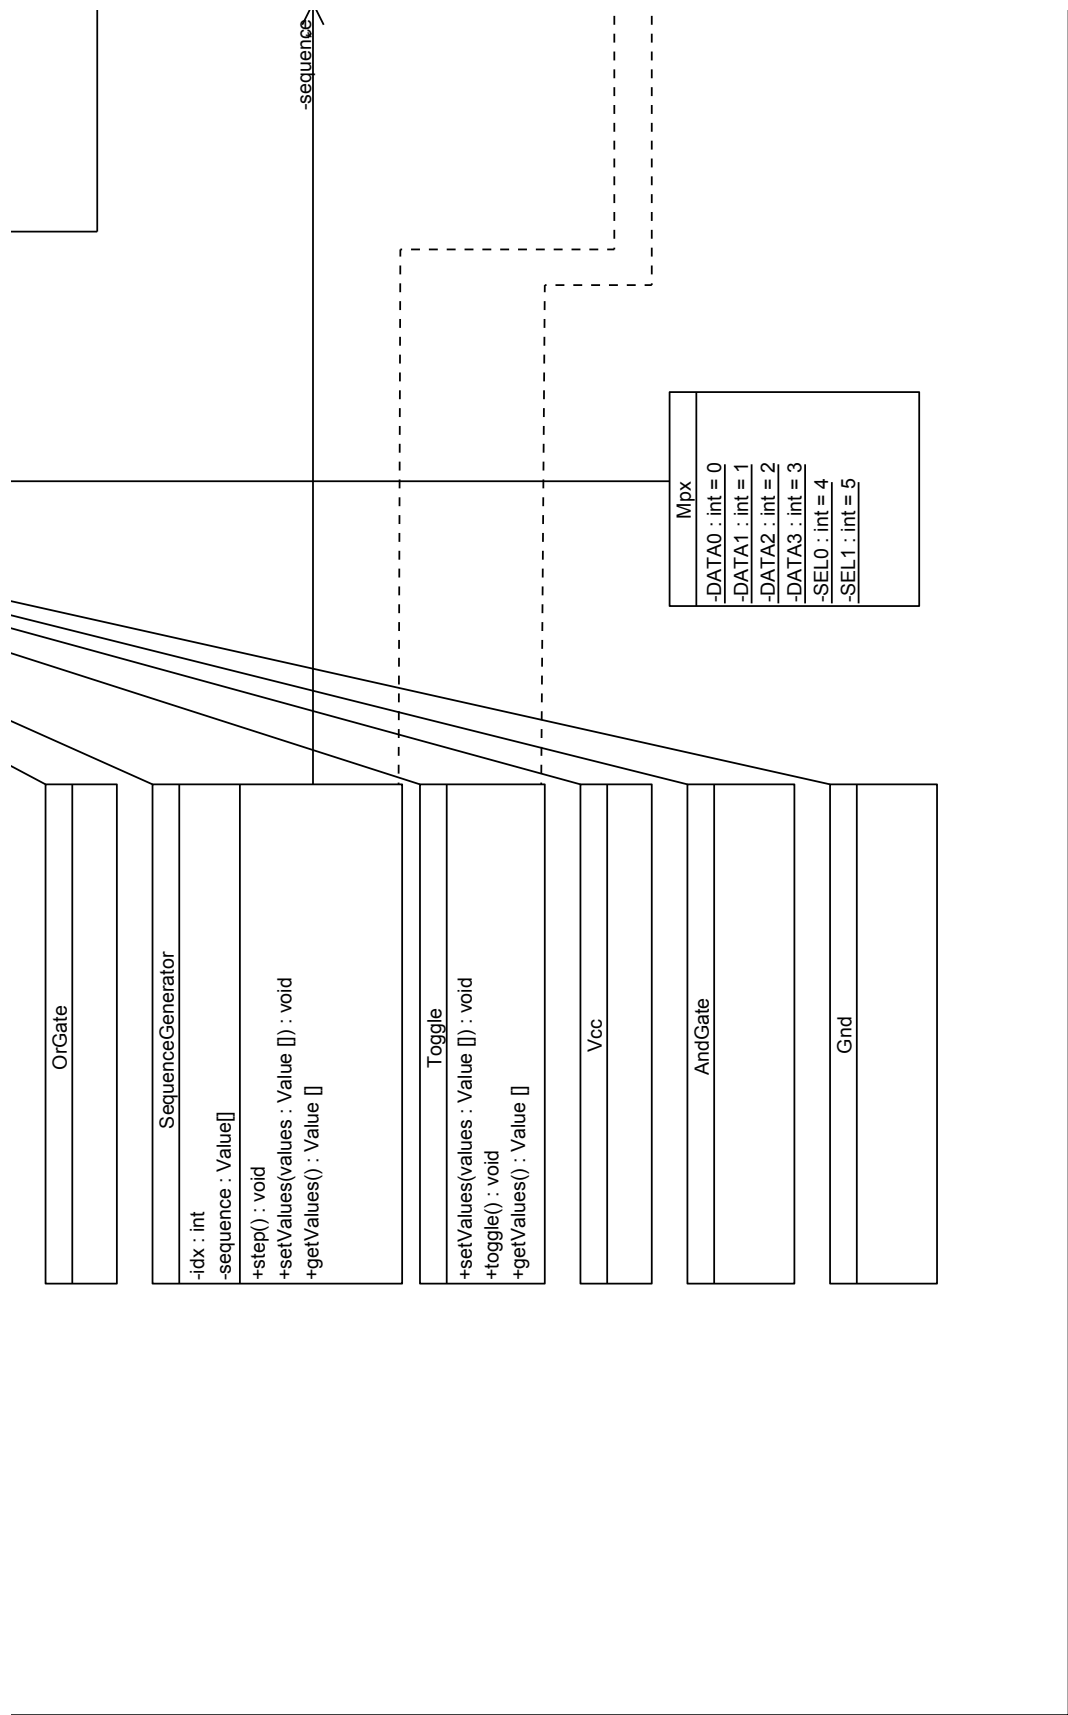 -sequence
Mpx
-DATA0 : int = 0
-DATA1 : int = 1
-DATA2 : int = 2
-DATA3 : int = 3
-SEL0 : int = 4
-SEL1 : int = 5
OrGate
SequenceGenerator
-idx : int
-sequence : Value[]
+step() : void
+setValues(values : Value []) : void
+getValues() : Value []
Toggle
+setValues(values : Value []) : void
+toggle() : void
+getValues() : Value []
Vcc
AndGate
Gnd